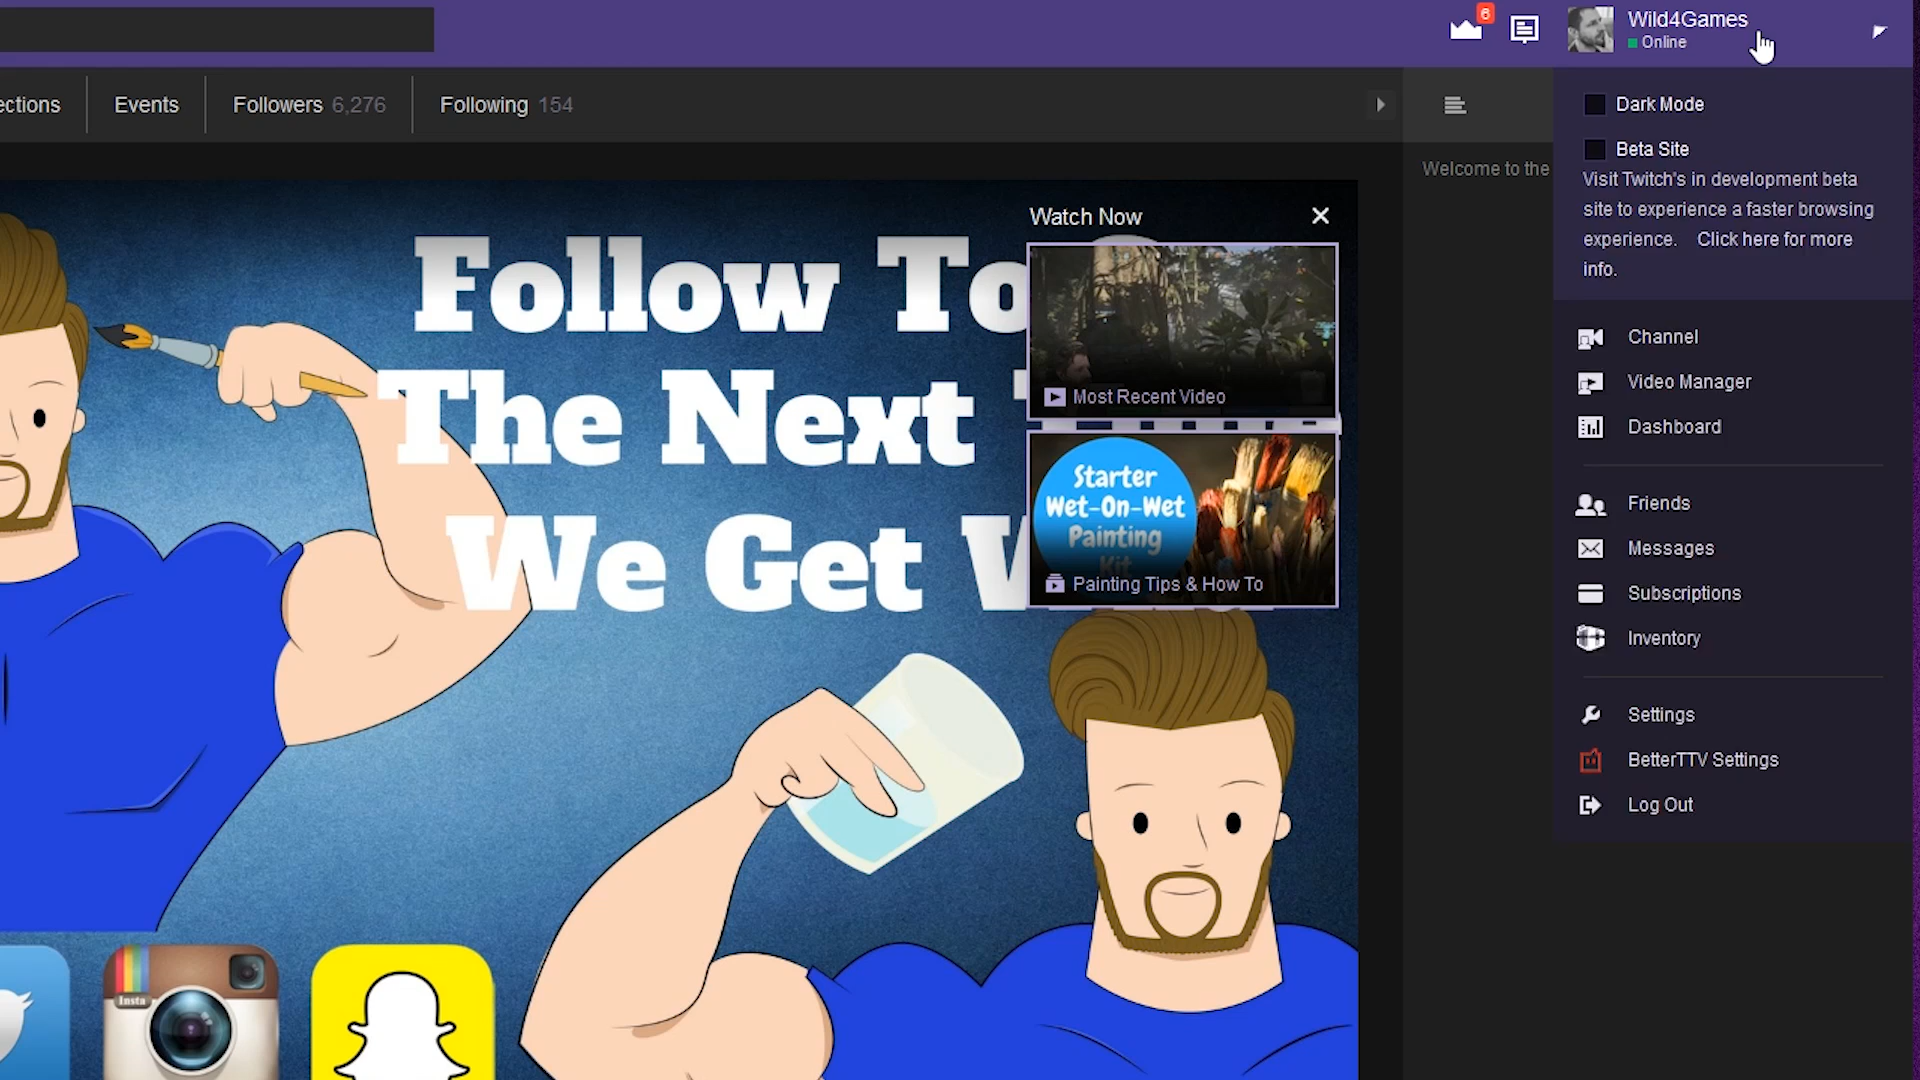 6
Wild4Games
Online
ections
Events
Followers 6,276
Following 154
Dark Mode
Beta Site
Visit Twitch's in development beta
site to experience a faster browsing
experience. Click here for more
info.
Welcome to the
Watch Now
Follow To
The Next
We Get
Most Recent Video
Starter
Wet-On-Wet
Painting
Kit
Painting Tips & How To
Channel
Video Manager
Dashboard
Friends
Messages
Subscriptions
Inventory
Settings
BetterTTV Settings
Log Out
Insta